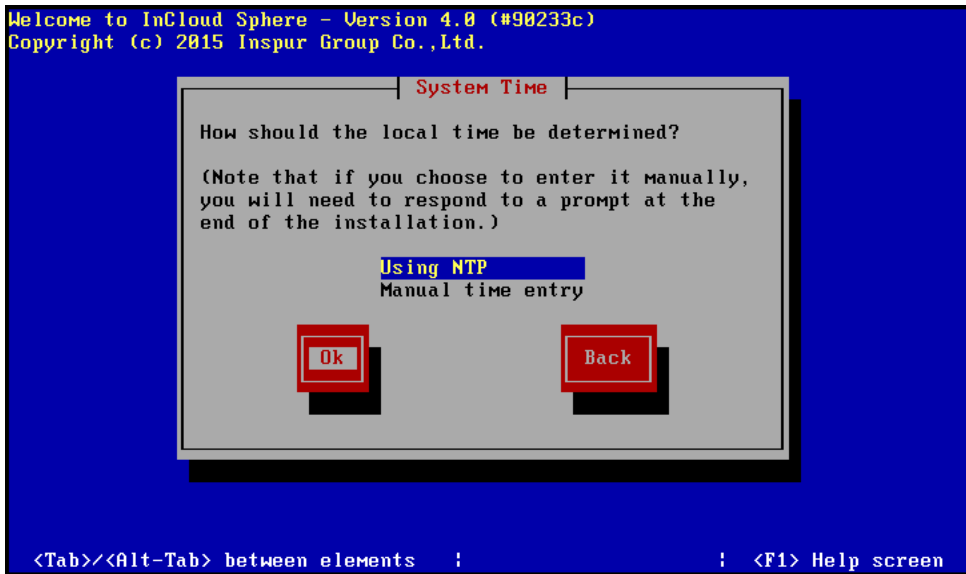 Welcome to InCloud Sphere - Version 4.0 (#90233c)
Copyright (c) 2015 Inspur Group Co.,Ltd.
System Time
How should the local time be determined?
(Note that if you choose to enter it manually,
you will need to respond to a prompt at the
end of the installation.)
Using NTP
Manual time entry
Ok Back
<Tab>/<Alt-Tab> between elements ¦ ¦ <F1> Help screen